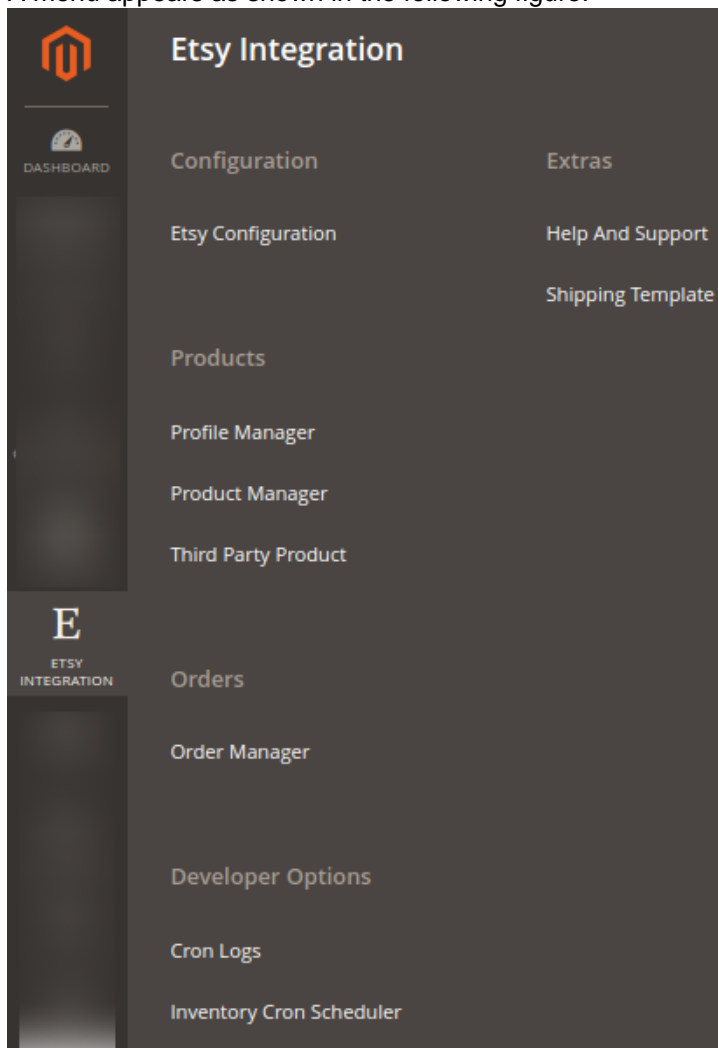 A menu appears as shown in the following figure:
Etsy Integration
DASHBOARD
Configuration
Etsy Configuration
Products
Profile Manager
Product Manager
Third Party Product
E
ETSY
INTEGRATION
Orders
Order Manager
Developer Options
Cron Logs
Inventory Cron Scheduler
Extras
Help And Support
Shipping Template